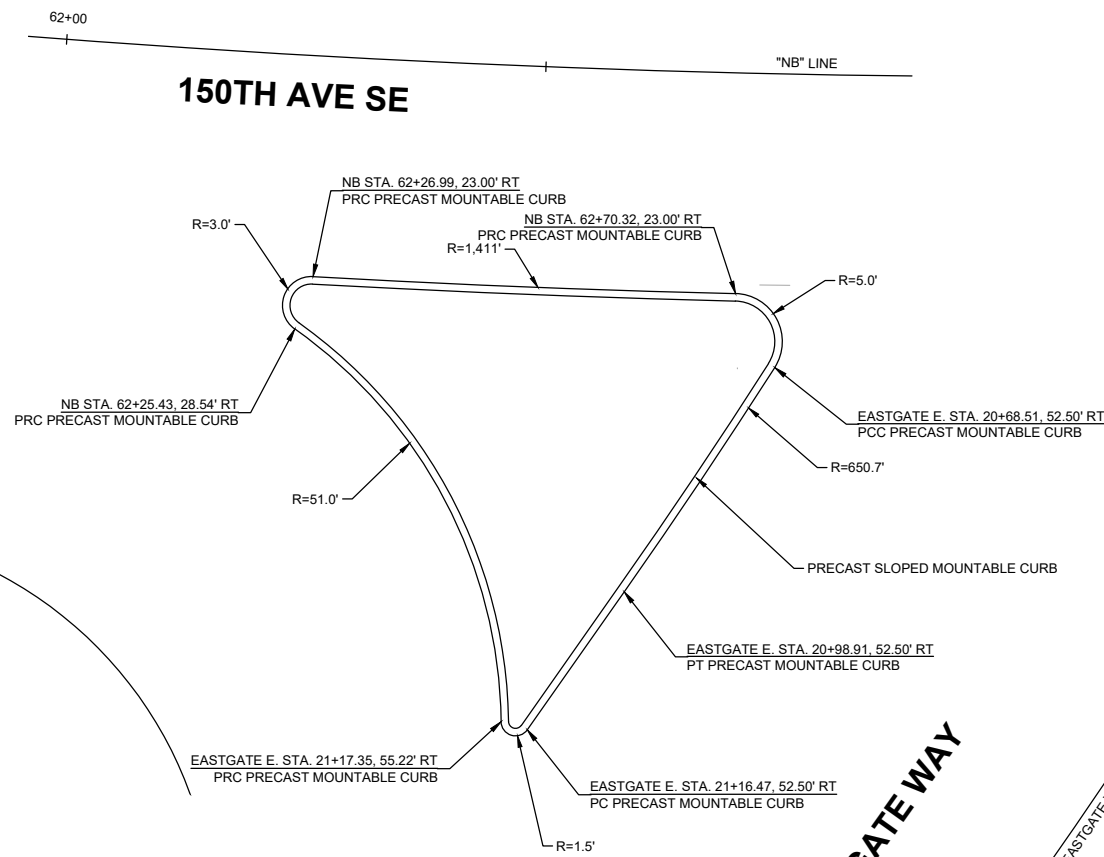 62+00
"NB" LINE
150TH AVE SE
NB STA. 62+26.99, 23.00' RT
PRC PRECAST MOUNTABLE CURB
R=3.0'
NB STA. 62+70.32, 23.00' RT
PRC PRECAST MOUNTABLE CURB
R=1,411'
R=5.0'
NB STA. 62+25.43, 28.54' RT
PRC PRECAST MOUNTABLE CURB
EASTGATE E. STA. 20+68.51, 52.50' RT
PCC PRECAST MOUNTABLE CURB
R=650.7'
R=51.0'
PRECAST SLOPED MOUNTABLE CURB
EASTGATE E. STA. 20+98.91, 52.50' RT
PT PRECAST MOUNTABLE CURB
EASTGATE E. STA. 21+17.35, 55.22' RT
PRC PRECAST MOUNTABLE CURB
EASTGATE E. STA. 21+16.47, 52.50' RT
PC PRECAST MOUNTABLE CURB
R=1.5'
GATE WAY
EASTGATE